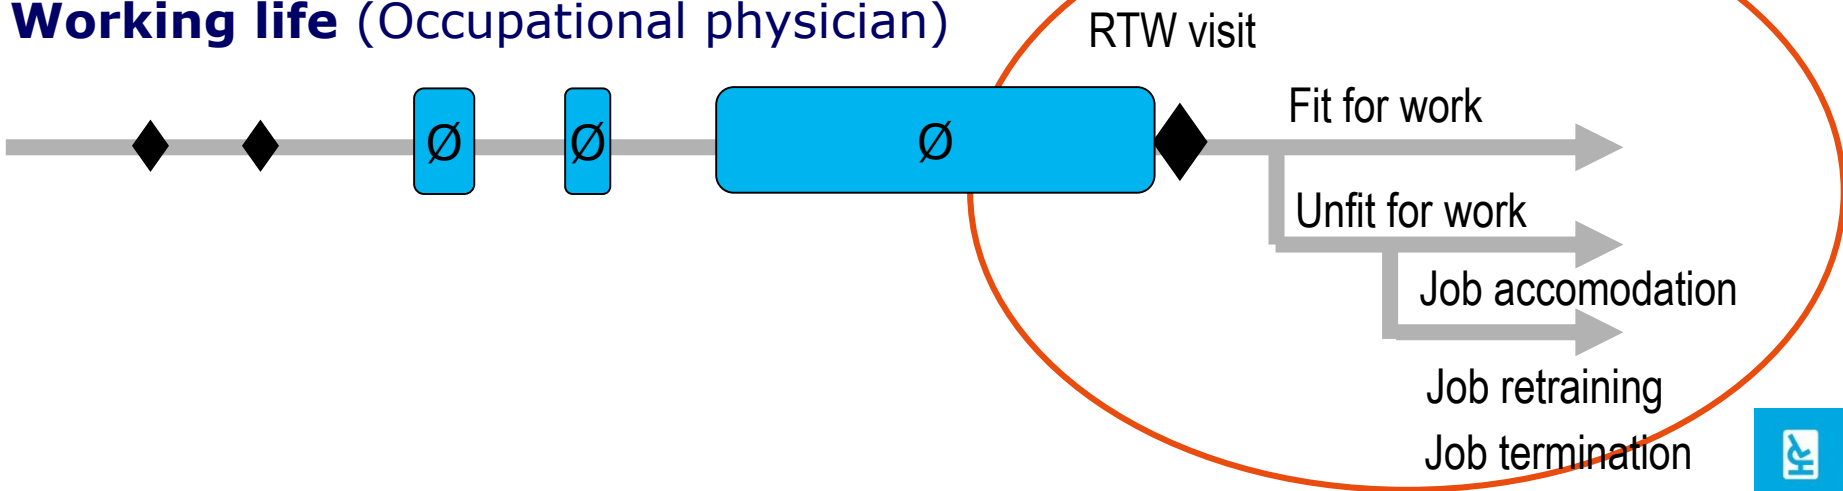 Working life (Occupational physician)
RTW visit
Ø
Ø
Ø
Fit for work
Unfit for work
Job accomodation
Job retraining
Job termination